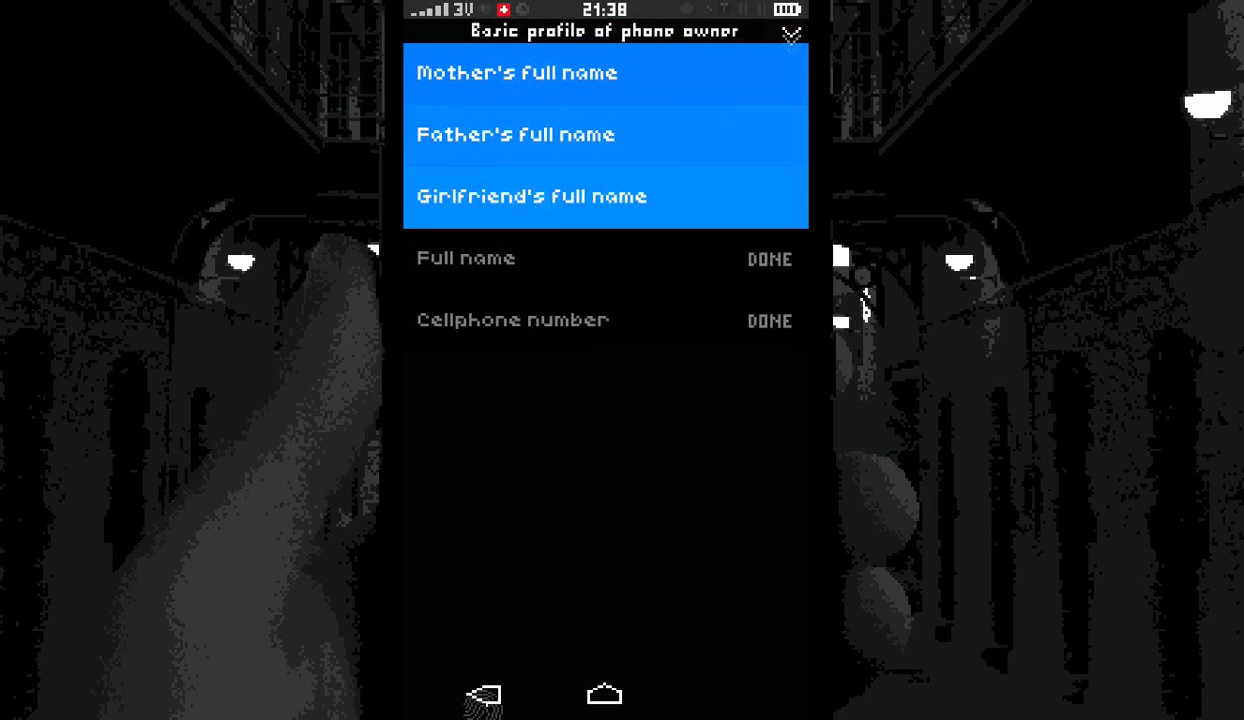 3V 21:38
Basic profile of phone owner
Mother's full name
Father's full name
Girlfriend's full name
Full name DONE
Cellphone number DONE